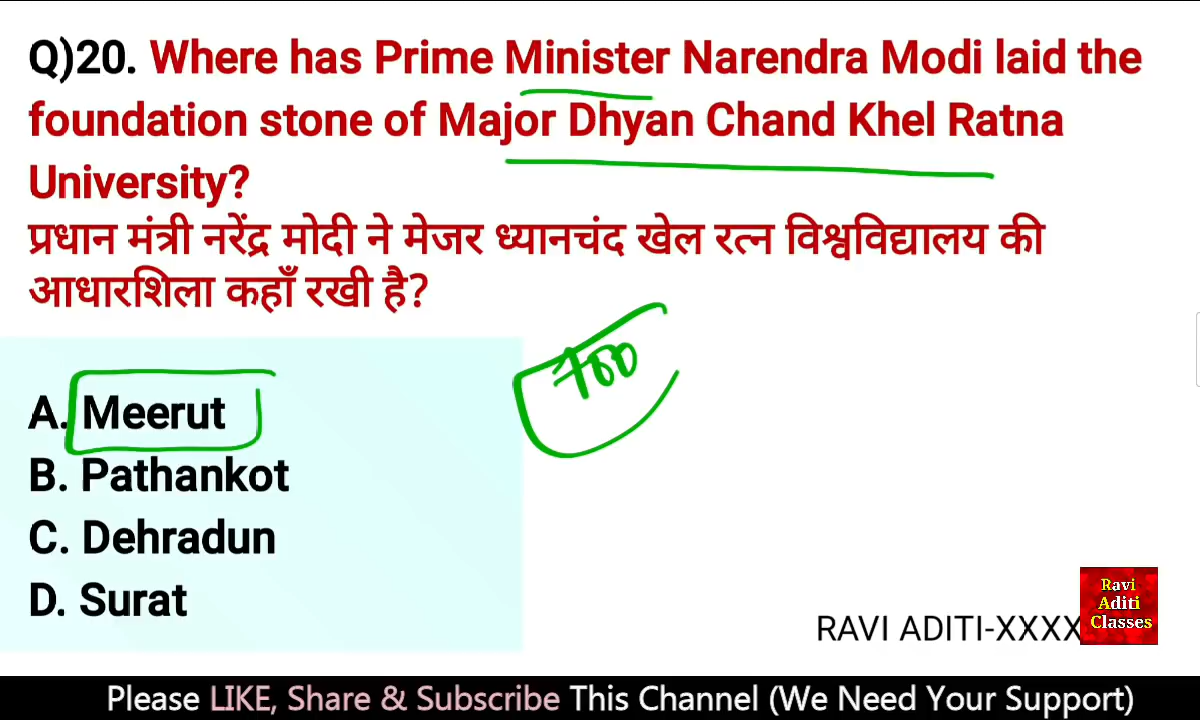 Q)20. Where has Prime Minister Narendra Modi laid the
foundation stone of Major Dhyan Chand Khel Ratna
University?
प्रधान मंत्री नरेंद्र मोदी ने मेजर ध्यानचंद खेल रत्न विश्वविद्यालय की
आधारशिला कहाँ रखी है?
700
A. Meerut
B. Pathankot
C. Dehradun
D. Surat
RAVI ADITI-XXXX
Ravi
Aditi
Classes
Please LIKE, Share & Subscribe This Channel (We Need Your Support)